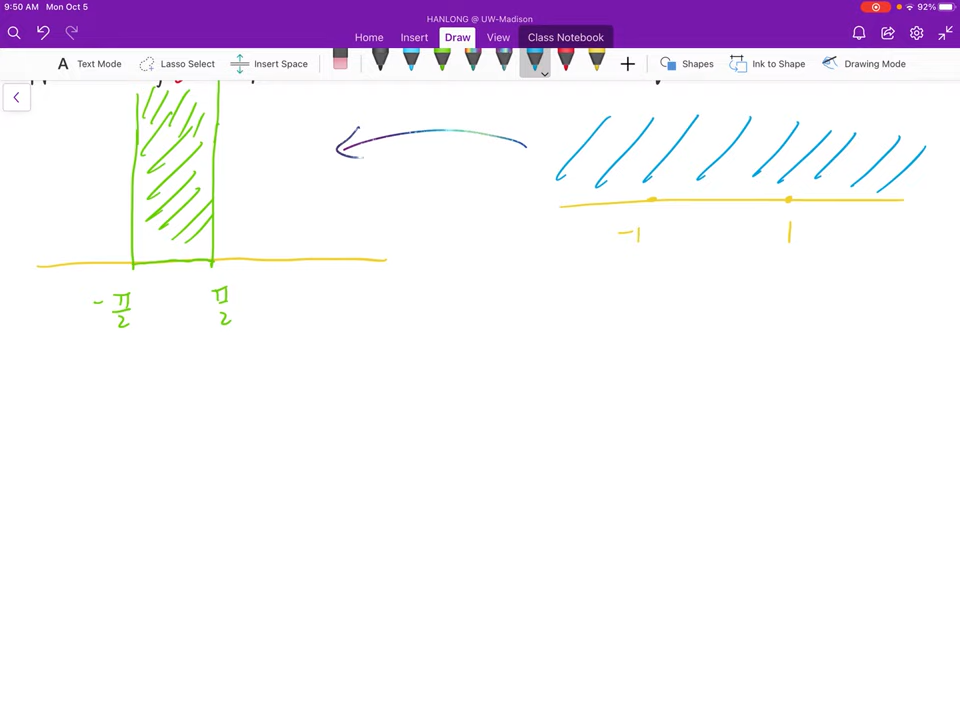 9:50 AM Mon Oct 5
92%
HANLONG @ UW-Madison
Home Insert Draw View Class Notebook
Text Mode Lasso Select Insert Space Shapes Ink to Shape Drawing Mode
-1 1
-π/2 π/2